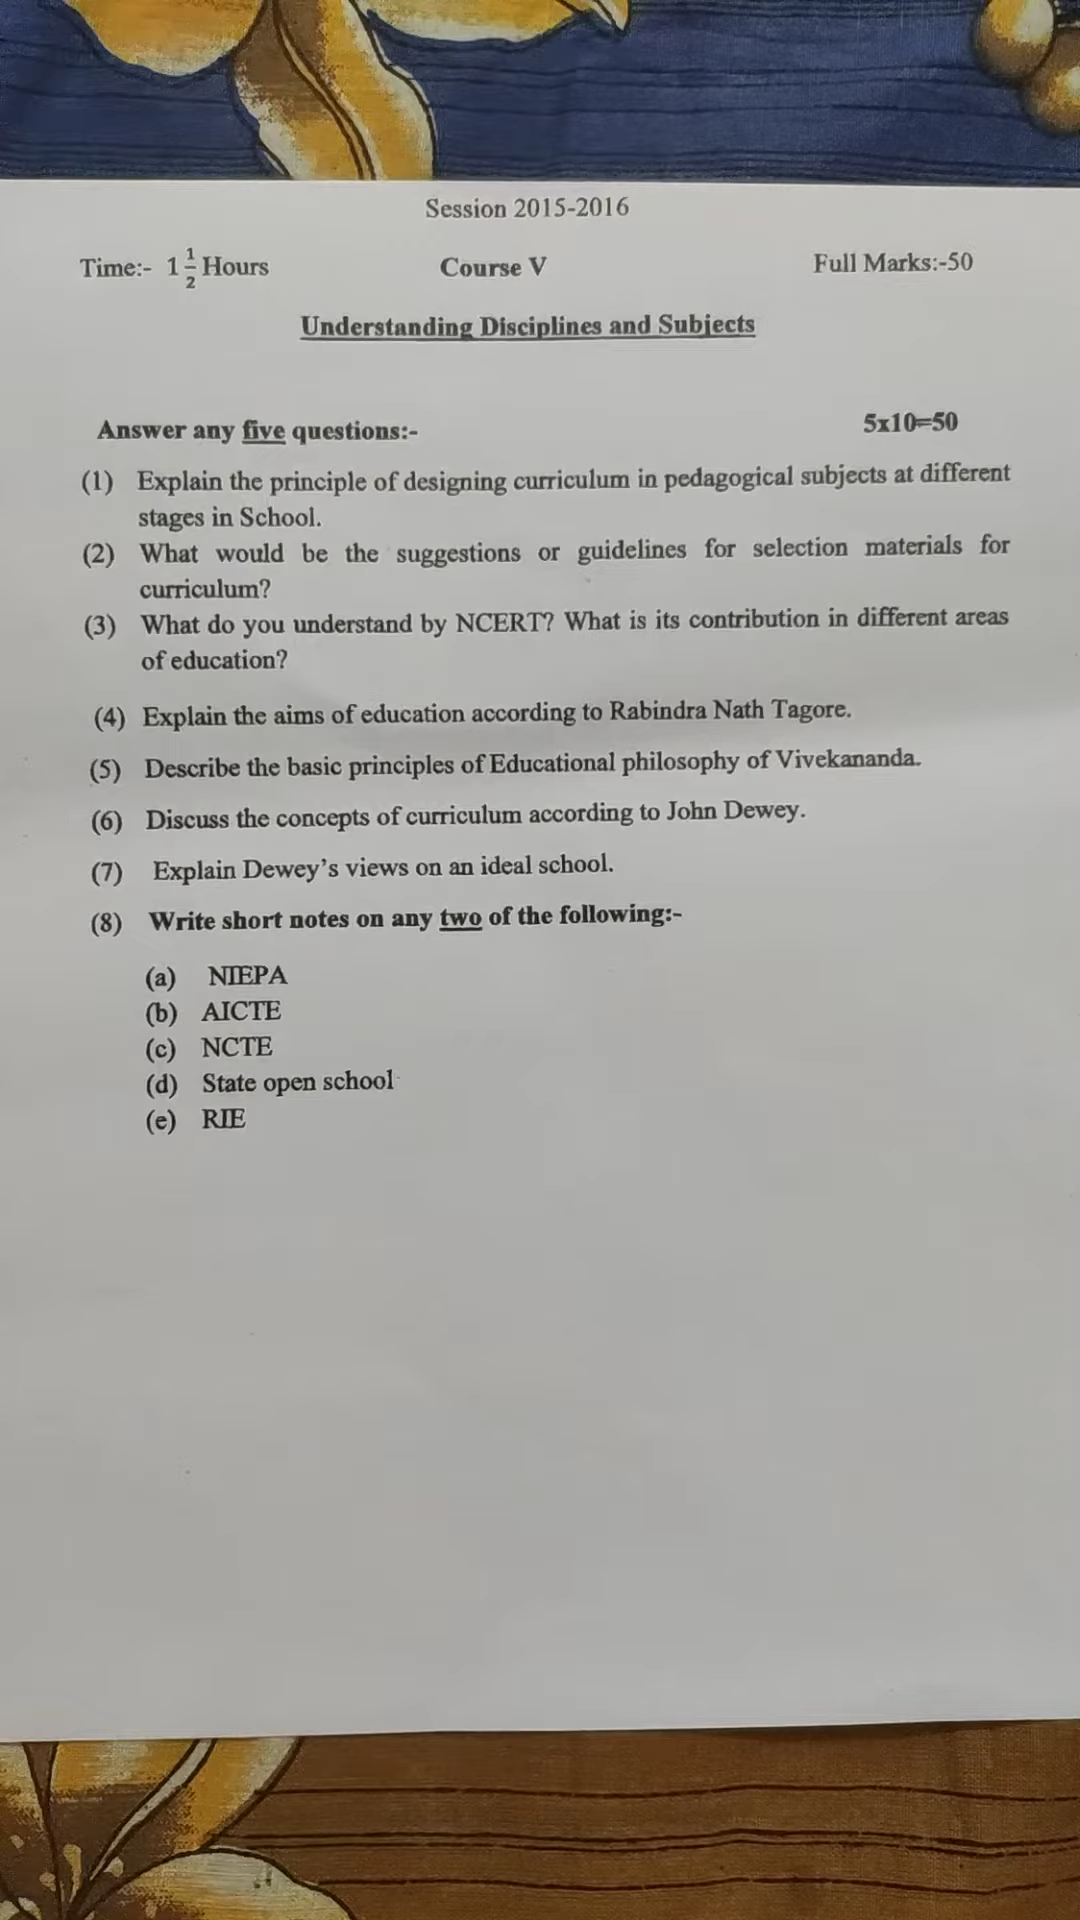 Session 2015-2016
Time:- 1 1/2 Hours Course V Full Marks:-50
Understanding Disciplines and Subjects
Answer any five questions:- 5x10=50
(1) Explain the principle of designing curriculum in pedagogical subjects at different
stages in School.
(2) What would be the suggestions or guidelines for selection materials for
curriculum?
(3) What do you understand by NCERT? What is its contribution in different areas
of education?
(4) Explain the aims of education according to Rabindra Nath Tagore.
(5) Describe the basic principles of Educational philosophy of Vivekananda.
(6) Discuss the concepts of curriculum according to John Dewey.
(7) Explain Dewey's views on an ideal school.
(8) Write short notes on any two of the following:-
(a) NIEPA
(b) AICTE
(c) NCTE
(d) State open school
(e) RIE